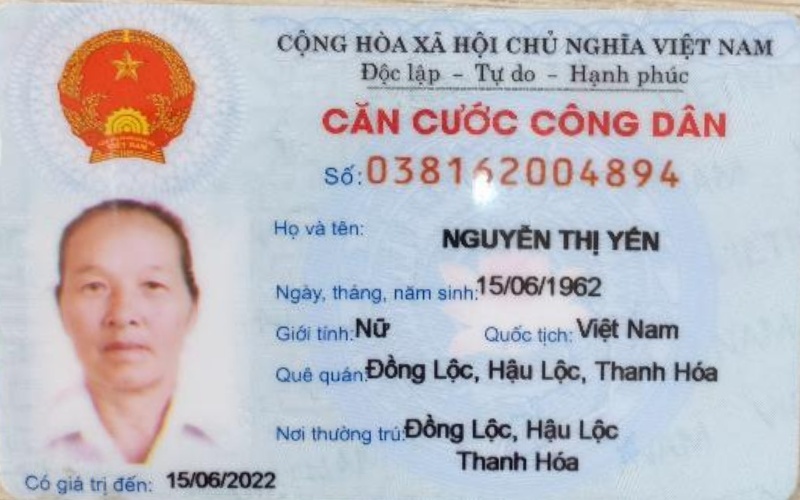 CỘNG HÒA XÃ HỘI CHỦ NGHĨA VIỆT NAM
Độc lập - Tự do - Hạnh phúc
CĂN CƯỚC CÔNG DÂN
Số: 038162004894
Họ và tên: NGUYỄN THỊ YẾN
Ngày, tháng, năm sinh: 15/06/1962
Giới tính: Nữ Quốc tịch: Việt Nam
Quê quán: Đồng Lộc, Hậu Lộc, Thanh Hóa
Nơi thường trú: Đồng Lộc, Hậu Lộc
Thanh Hóa
Có giá trị đến: 15/06/2022